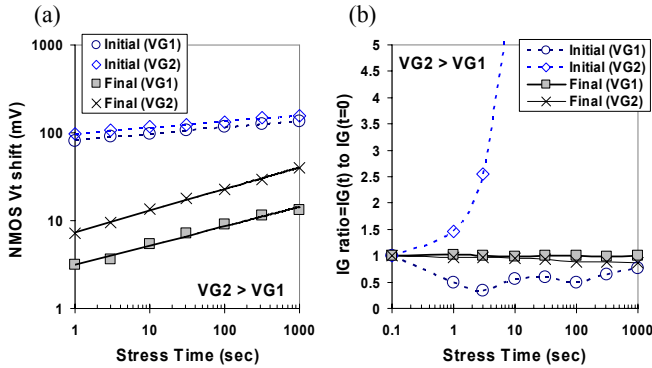 (a)
NMOS Vt shift (mV)
1000
100
10
1
Initial (VG1)
Initial (VG2)
Final (VG1)
Final (VG2)
VG2 > VG1
1 10 100 1000
Stress Time (sec)
(b)
IG ratio=IG(t) to IG(t=0)
5
4.5
4
3.5
3
2.5
2
1.5
1
0.5
0
VG2 > VG1
Initial (VG1)
Initial (VG2)
Final (VG1)
Final (VG2)
0.1 1 10 100 1000
Stress Time (sec)